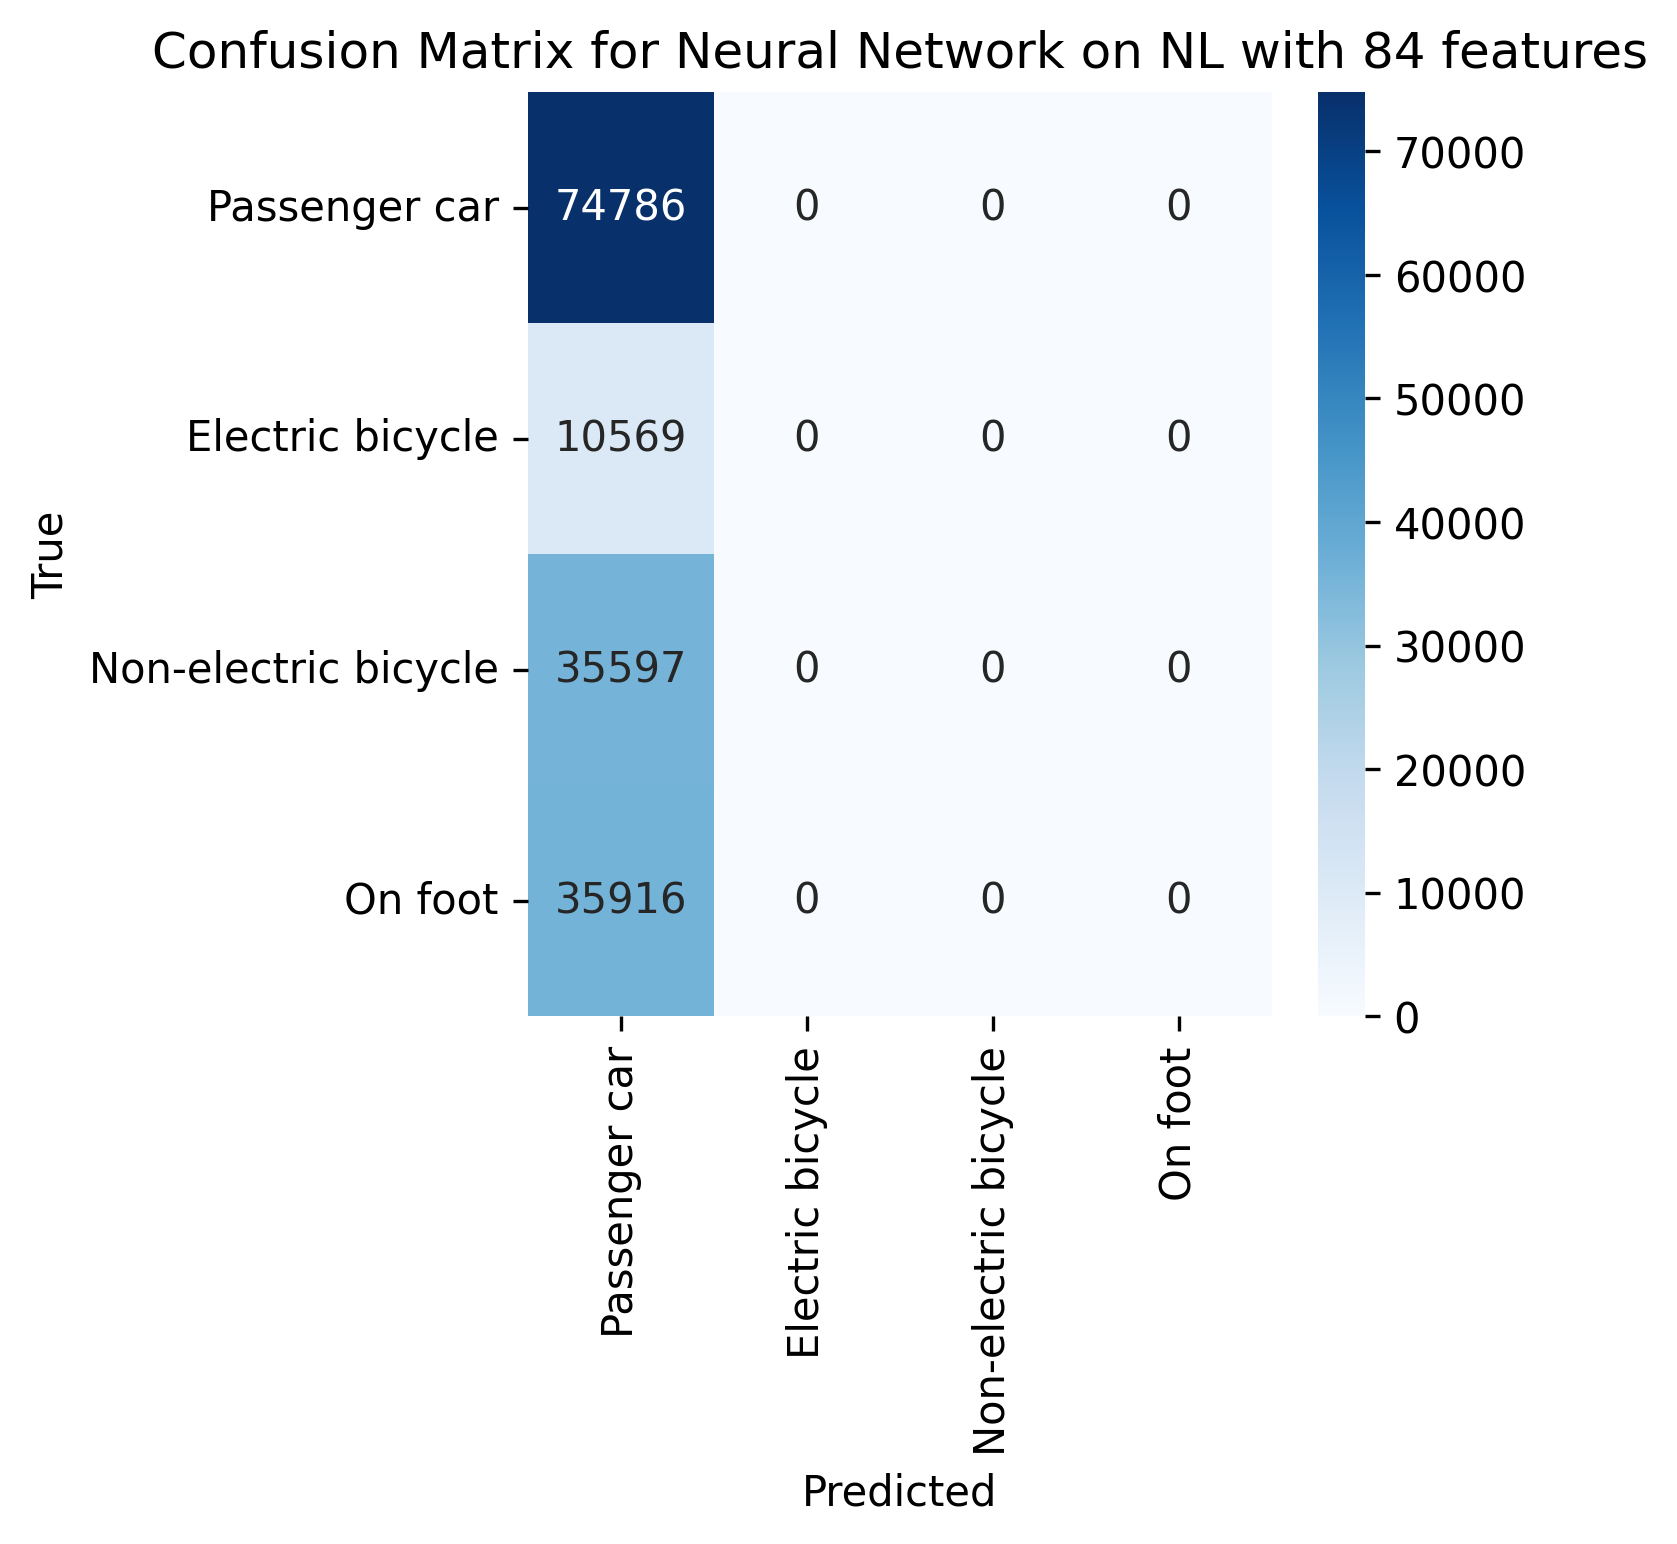 Confusion Matrix for Neural Network on NL with 84 features
True
Passenger car 74786 0 0 0
Electric bicycle 10569 0 0 0
Non-electric bicycle 35597 0 0 0
On foot 35916 0 0 0
Passenger car
Electric bicycle
Non-electric bicycle
On foot
Predicted
70000
60000
50000
40000
30000
20000
10000
0